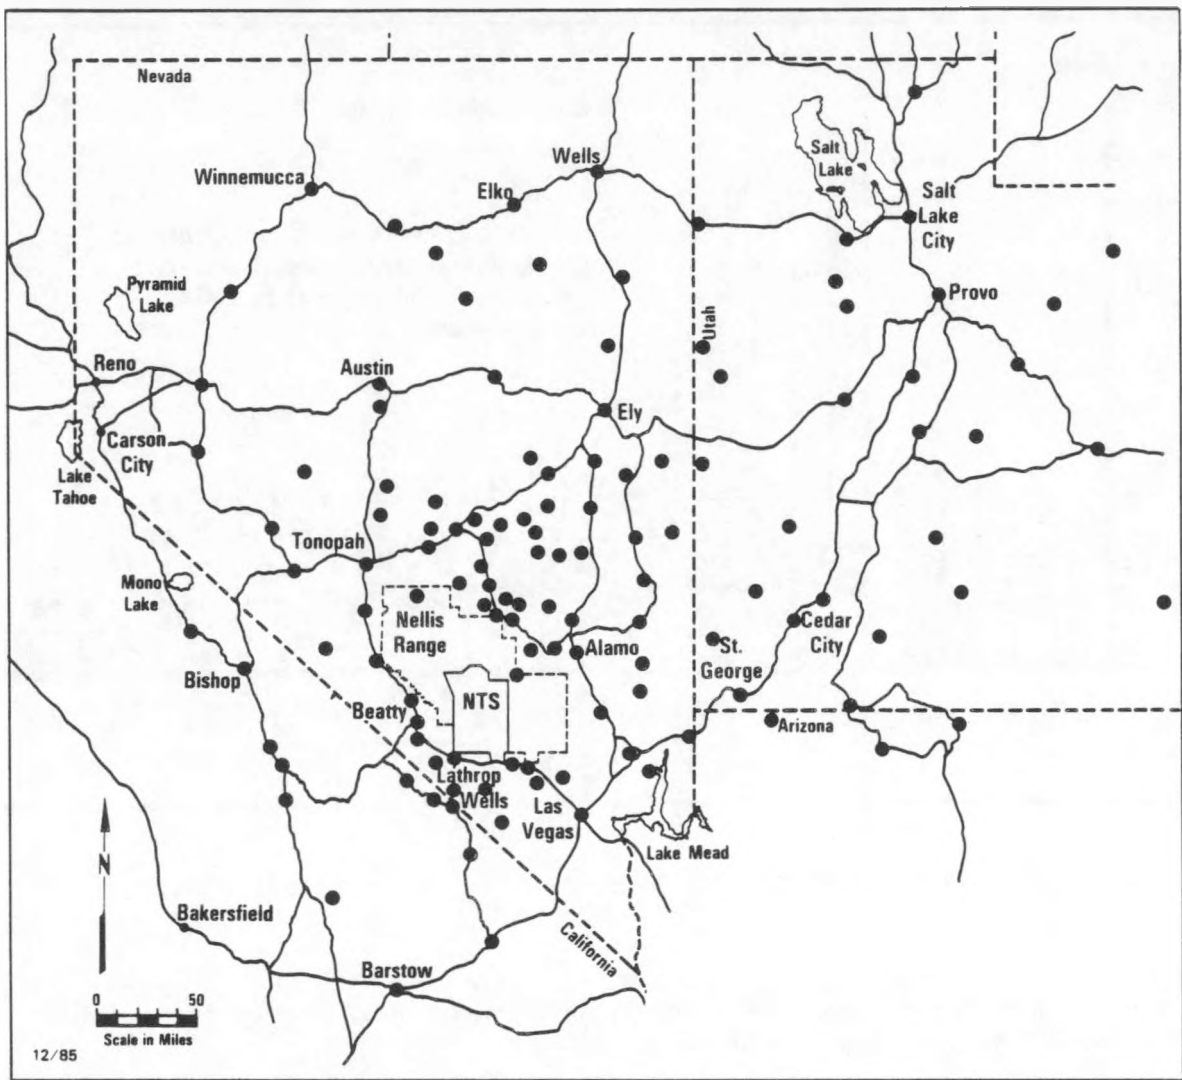 Nevada
Wells
Winnemucca
Elko
Salt
Lake
Salt
Lake
City
Pyramid
Lake
Provo
Utah
Reno
Austin
Ely
Carson
City
Lake
Tahoe
Tonopah
Mono
Lake
Nellis
Range
Cedar
City
Alamo
St.
George
Bishop
NTS
Beatty
Arizona
Lathrop
Wells
Las
Vegas
Lake Mead
N
Bakersfield
California
Barstow
0 50
Scale in Miles
12/85